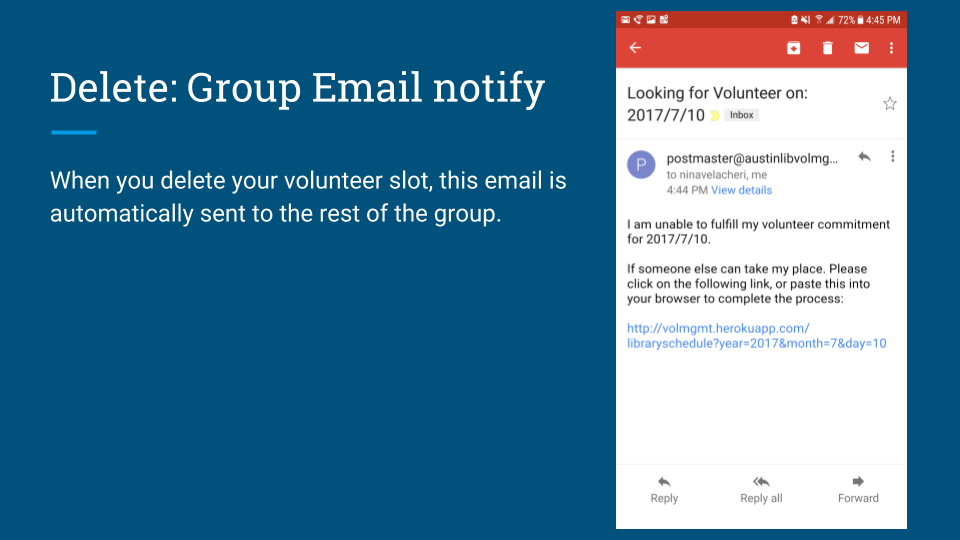 Delete: Group Email notify
When you delete your volunteer slot, this email is
automatically sent to the rest of the group.
72% 4:45 PM
Looking for Volunteer on:
2017/7/10 Inbox
P
postmaster@austinlibvolmg...
to ninavelacheri, me
4:44 PM View details
I am unable to fulfill my volunteer commitment
for 2017/7/10.
If someone else can take my place. Please
click on the following link, or paste this into
your browser to complete the process:
http://volmgmt.herokuapp.com/
libraryschedule?year=2017&month=7&day=10
Reply Reply all Forward